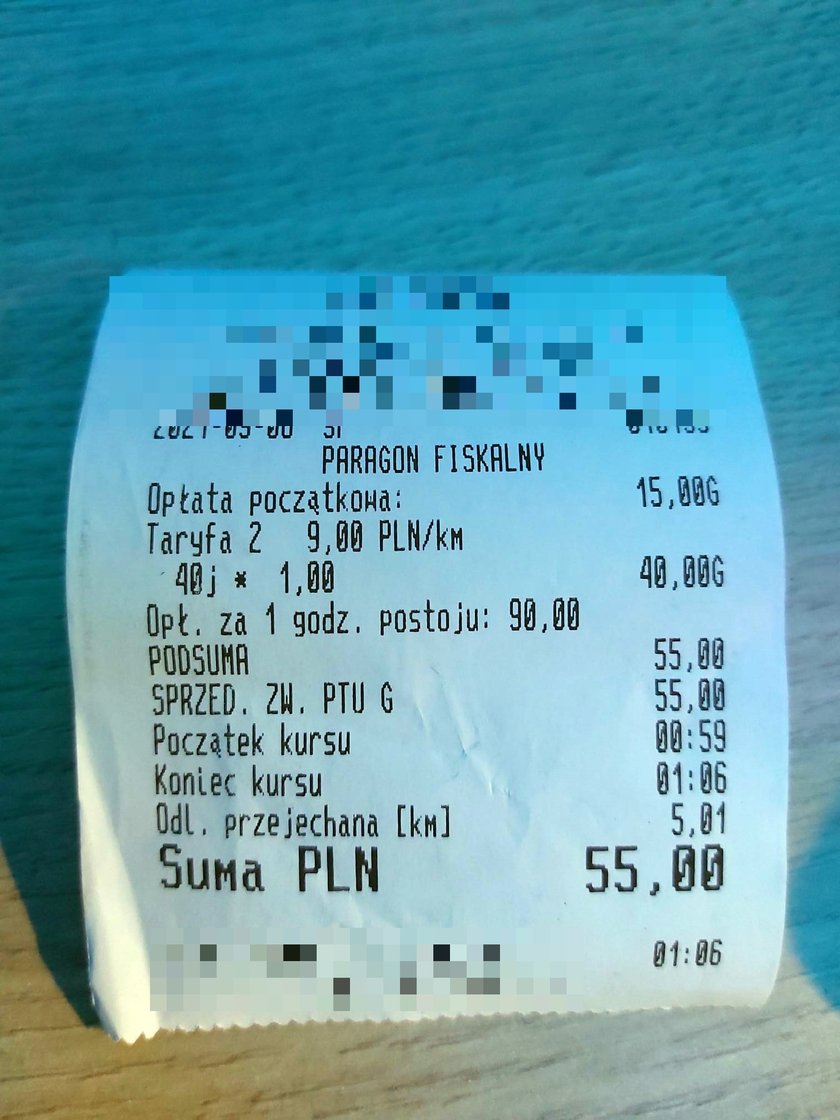 PARAGON FISKALNY
Opłata początkowa: 15,00G
Taryfa 2 9,00 PLN/km
40j * 1,00 40,00G
Opł. za 1 godz. postoju: 90,00
PODSUMA 55,00
SPRZED. ZW. PTU G 55,00
Początek kursu 00:59
Koniec kursu 01:06
Odl. przejechana [km] 5,01
Suma PLN 55,00
01:06